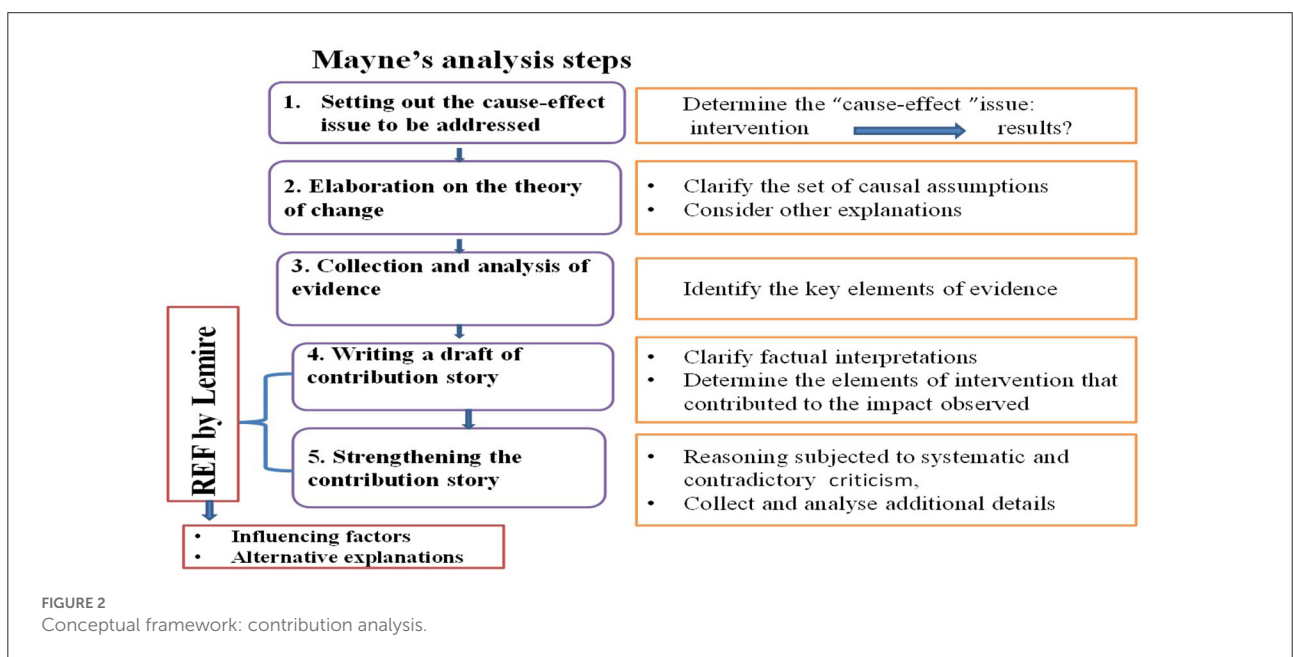 Mayne's analysis steps
1. Setting out the cause-effect
issue to be addressed
Determine the "cause-effect "issue:
intervention results?
2. Elaboration on the theory
of change
• Clarify the set of causal assumptions
• Consider other explanations
3. Collection and analysis of
evidence
Identify the key elements of evidence
REF by Lemire
4. Writing a draft of
contribution story
• Clarify factual interpretations
• Determine the elements of intervention that
contributed to the impact observed
5. Strengthening the
contribution story
• Reasoning subjected to systematic and
contradictory criticism,
• Collect and analyse additional details
• Influencing factors
• Alternative explanations
FIGURE 2
Conceptual framework: contribution analysis.